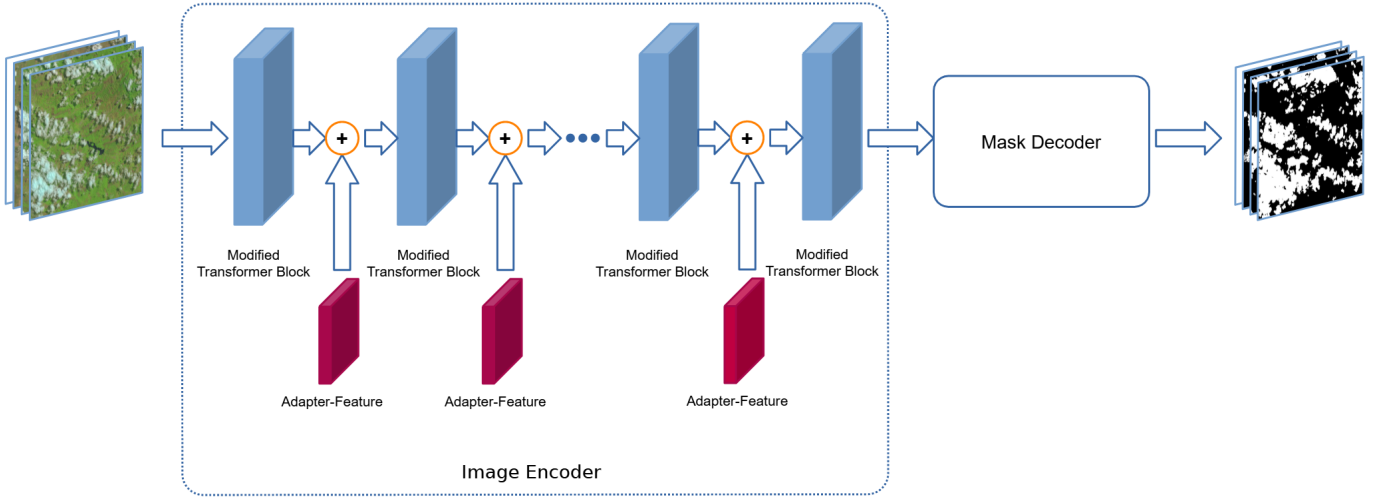 +
+
+
Mask Decoder
Modified
Transformer Block
Modified
Transformer Block
Modified
Transformer Block
Modified
Transformer Block
Adapter-Feature
Adapter-Feature
Adapter-Feature
Image Encoder